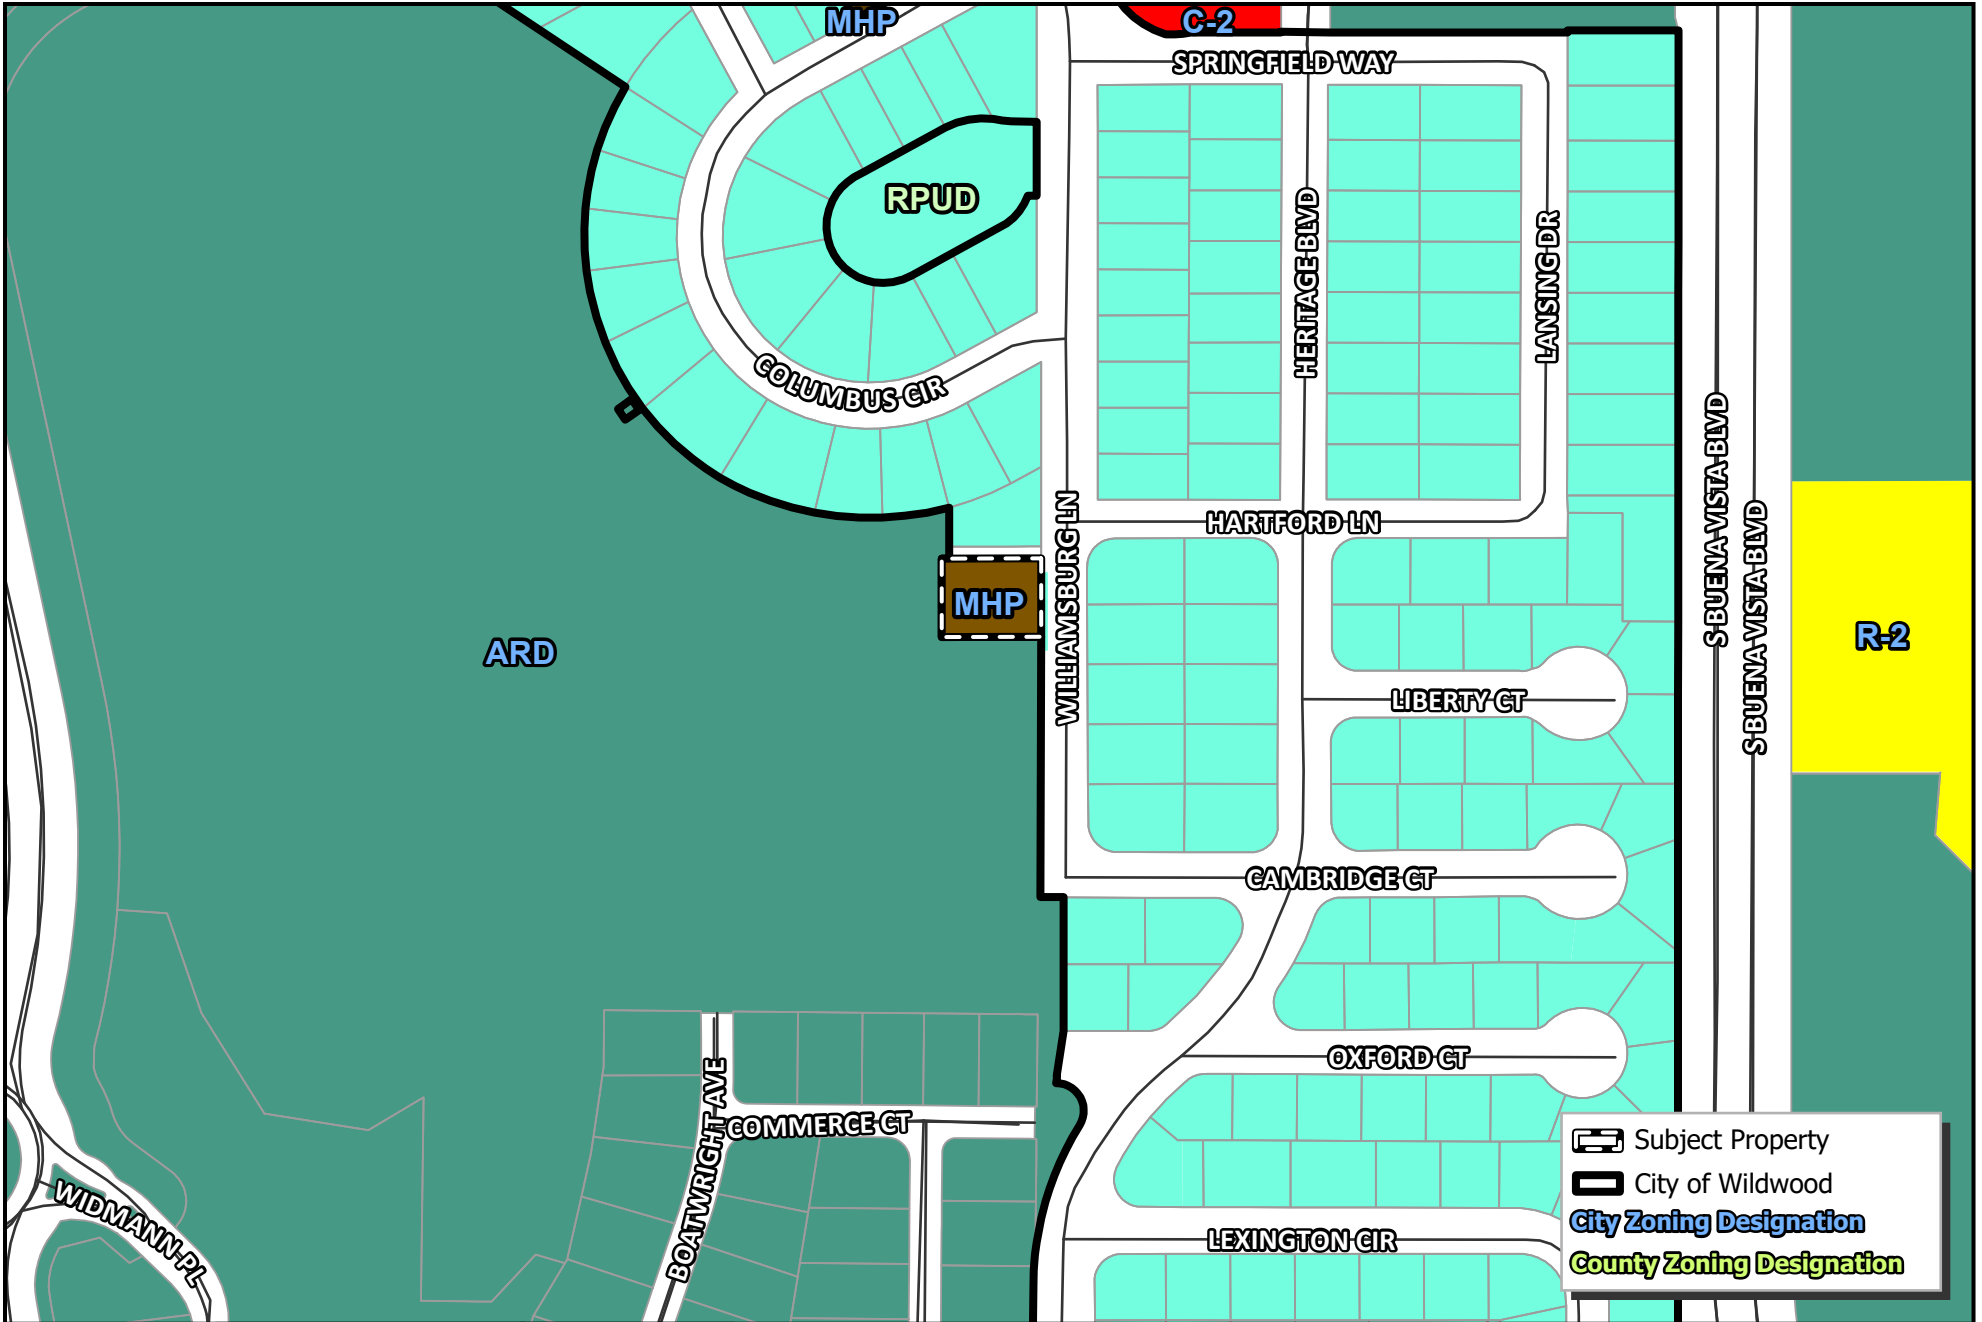 MHP
C-2
SPRINGFIELD WAY
RPUD
HERITAGE BLVD
LANSING DR
COLUMBUS CIR
S BUENA VISTA BLVD
S BUENA VISTA BLVD
WILLIAMSBURG LN
HARTFORD LN
MHP
R-2
ARD
LIBERTY CT
CAMBRIDGE CT
OXFORD CT
BOATWRIGHT AVE
COMMERCE CT
WIDMANN PL
LEXINGTON CIR
Subject Property
City of Wildwood
City Zoning Designation
County Zoning Designation